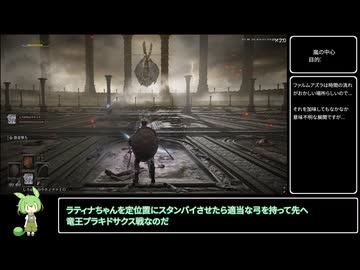 嵐の中心
目的:
ファルムアズラは時間の流れ
がおかしい場所らしいので…
それを加味してもなかなか
意味不明な展開ですが…
ラティナちゃんを定位置にスタンバイさせたら適当な弓を持って先へ
竜王プラキドサクス戦なのだ